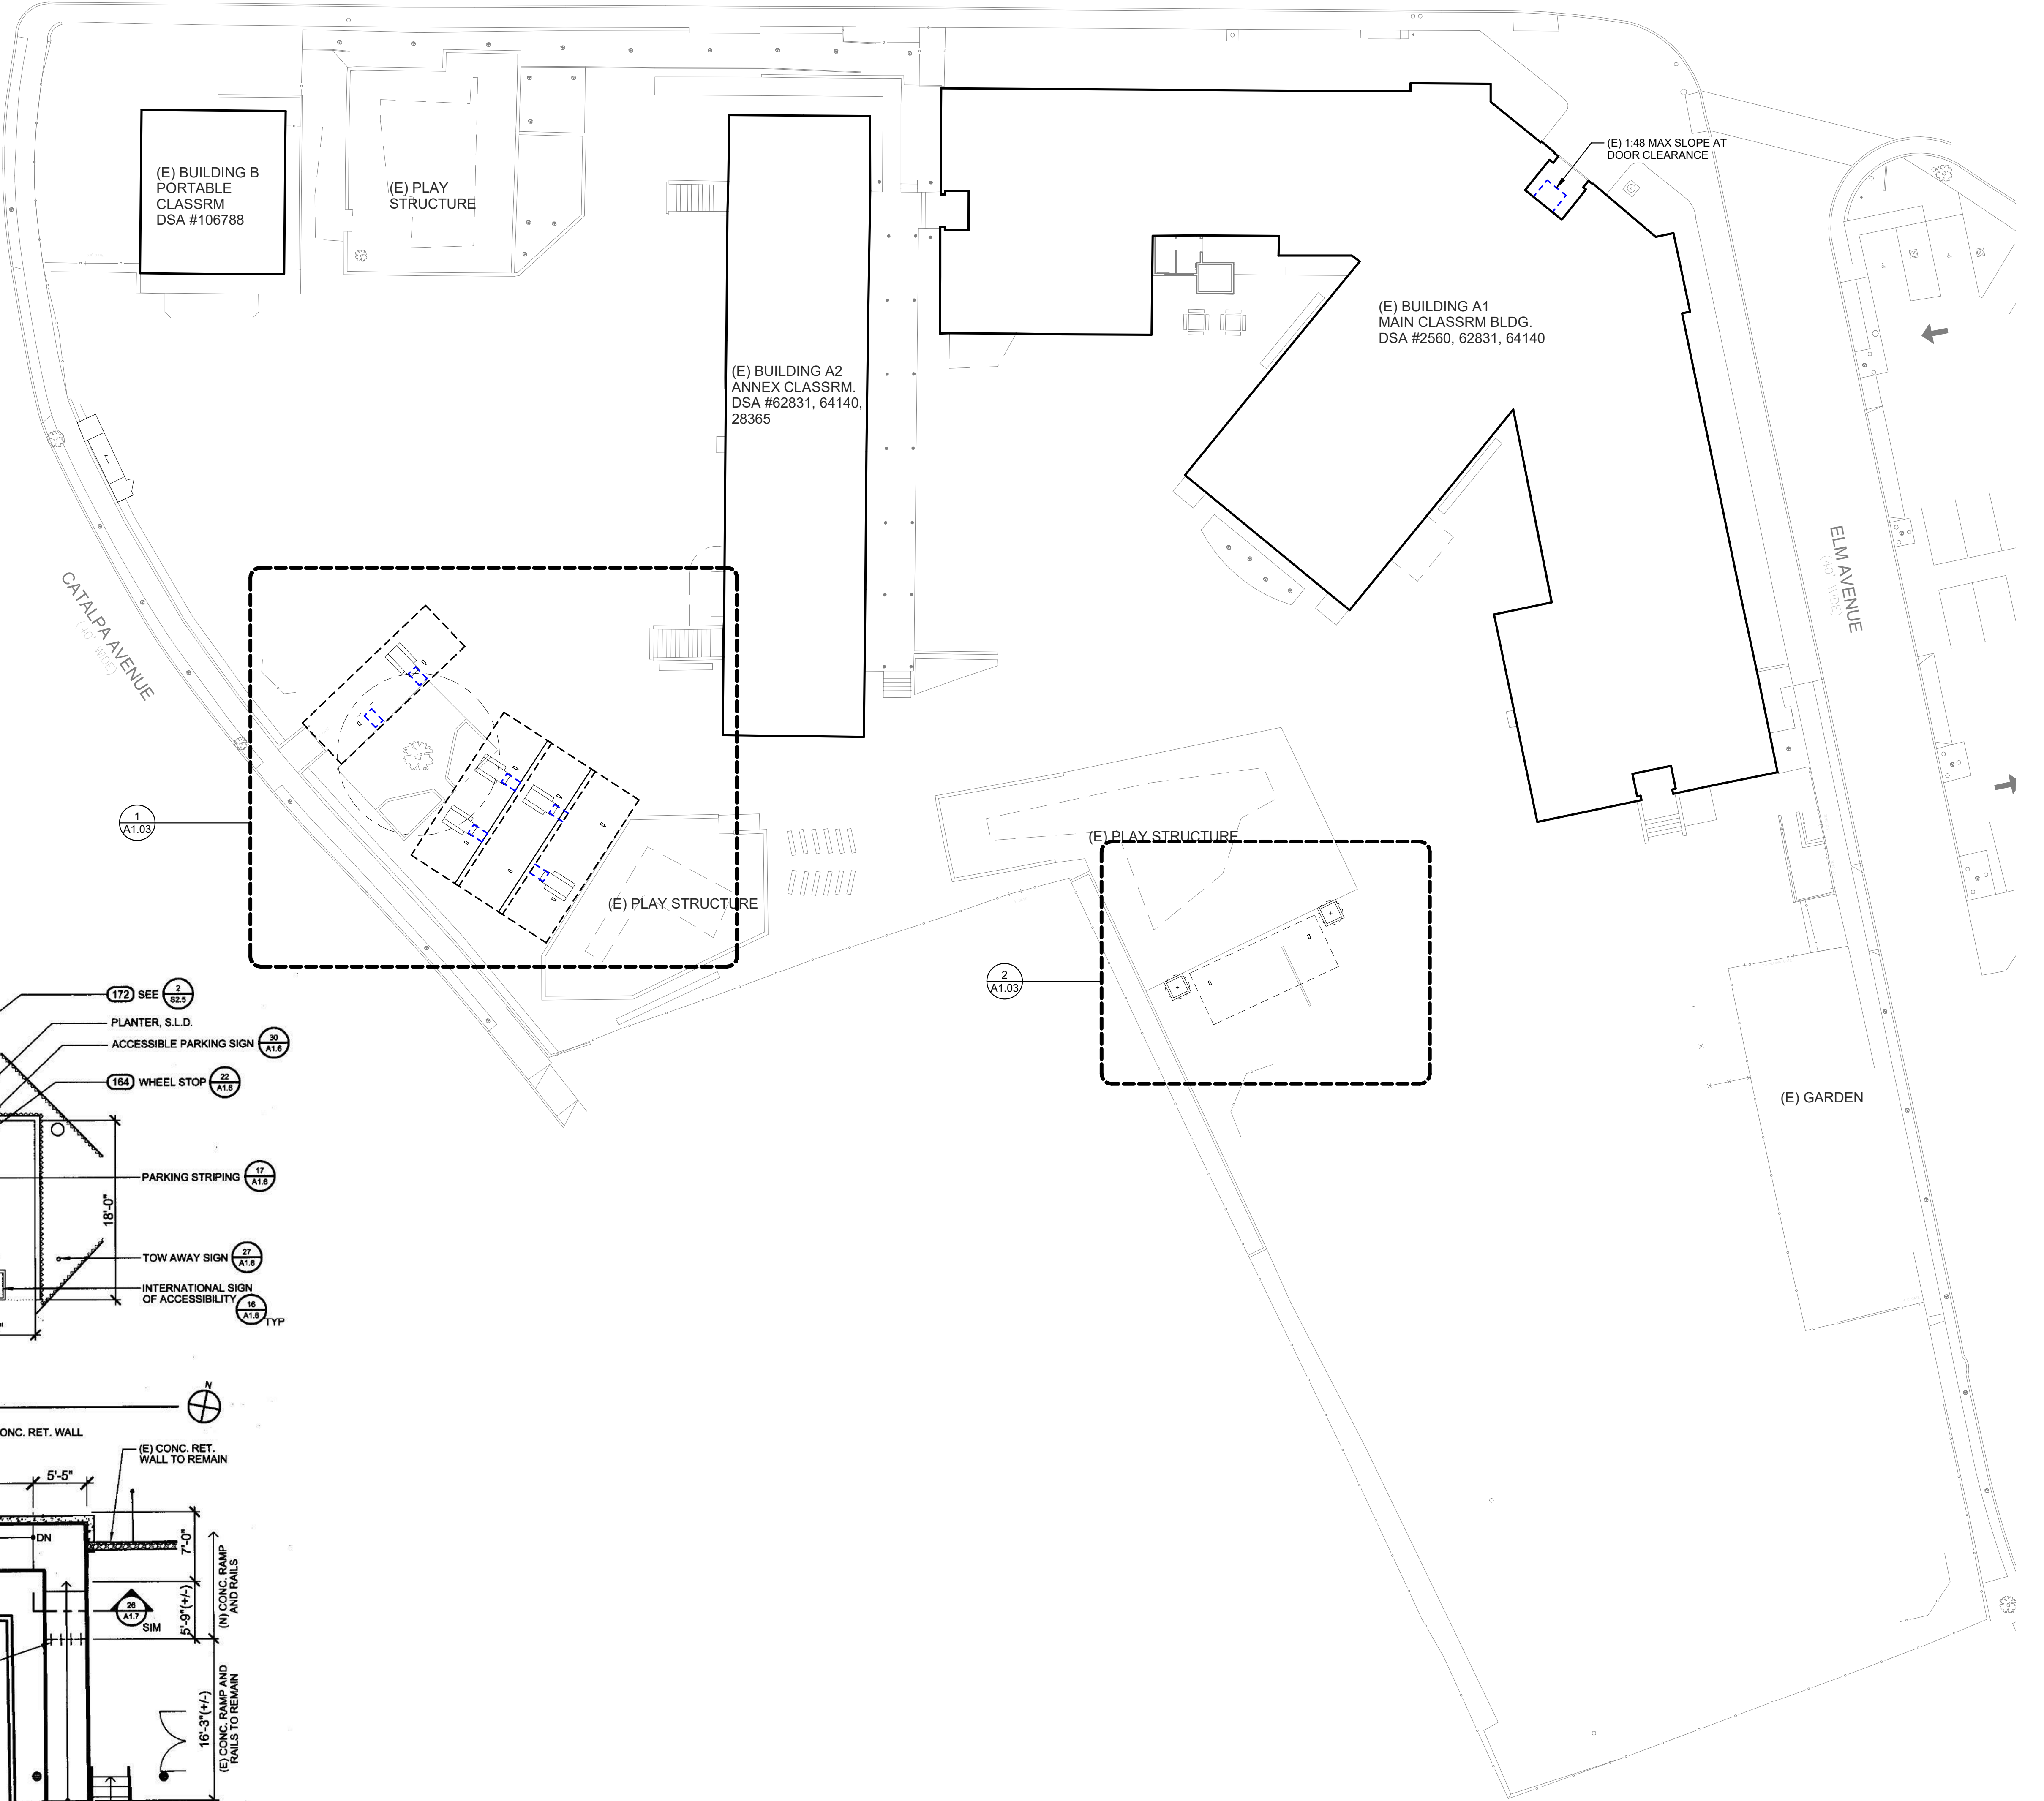 (E) BUILDING B
PORTABLE
CLASSRM
DSA #106788
(E) PLAY
STRUCTURE
(E) 1:48 MAX SLOPE AT
DOOR CLEARANCE
(E) BUILDING A1
MAIN CLASSRM BLDG.
DSA #2560, 62831, 64140
(E) BUILDING A2
ANNEX CLASSRM.
DSA #62831, 64140,
28365
CATALPA AVENUE
(40' WIDE)
ELM AVENUE
(40' WIDE)
1
A1.03
(E) PLAY STRUCTURE
(E) PLAY STRUCTURE
2
A1.03
(E) GARDEN
172 SEE 2
S2.5
PLANTER, S.L.D.
ACCESSIBLE PARKING SIGN 30
A1.6
164 WHEEL STOP 22
A1.6
PARKING STRIPING 17
A1.6
18'-0"
TOW AWAY SIGN 27
A1.6
INTERNATIONAL SIGN
OF ACCESSIBILITY 16
A1.6
TYP
N
ONC. RET. WALL
(E) CONC. RET.
WALL TO REMAIN
5'-5"
DN
7'-0"
5'-9"(+/-)
(N) CONC. RAMP
AND RAILS
26
A1.7
SIM
16'-3"(+/-)
(E) CONC. RAMP AND
RAILS TO REMAIN